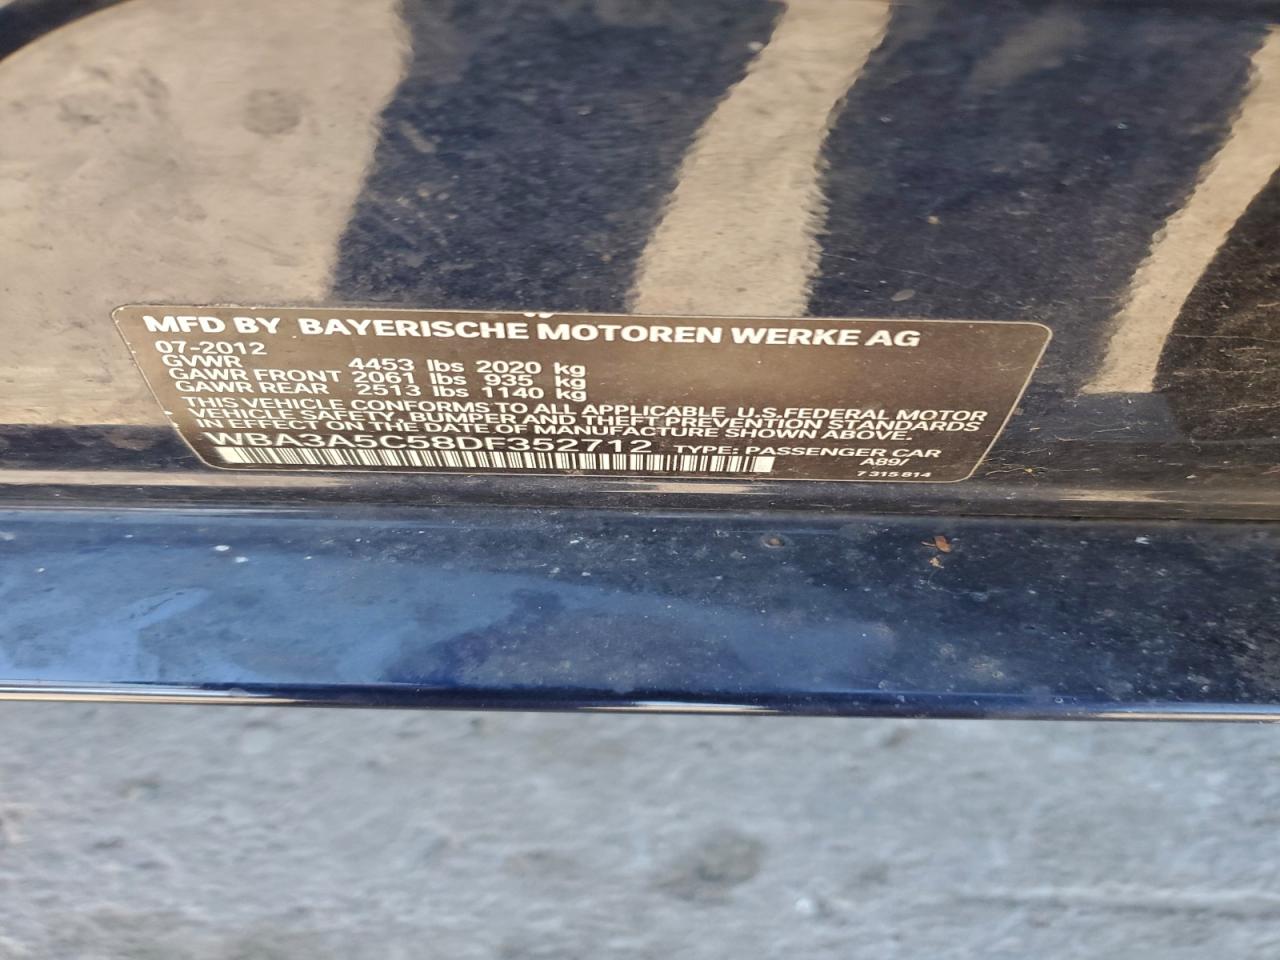 MFD BY BAYERISCHE MOTOREN WERKE AG
07-2012
GVWR 4453 lbs 2020 kg
GAWR FRONT 2061 lbs 935 kg
GAWR REAR 2513 lbs 1140 kg
THIS VEHICLE CONFORMS TO ALL APPLICABLE U.S.FEDERAL MOTOR
VEHICLE SAFETY, BUMPER AND THEFT PREVENTION STANDARDS
IN EFFECT ON THE DATE OF MANUFACTURE SHOWN ABOVE.
WBA3A5C58DF352712 TYPE: PASSENGER CAR
A89/
7 315 814